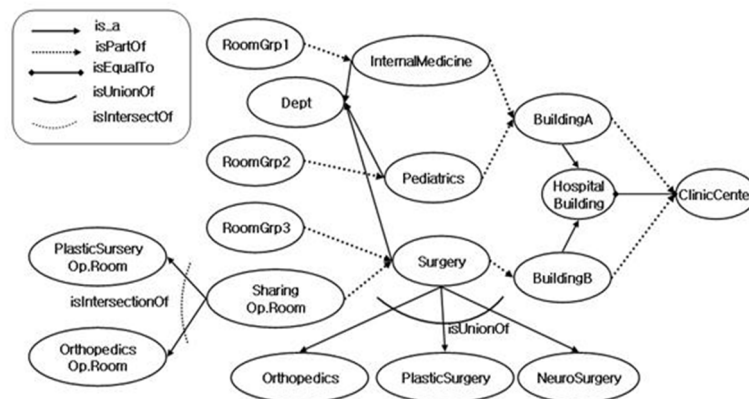 is_a
isPartOf
isEqualTo
isUnionOf
isIntersectOf
RoomGrp1
InternalMedicine
Dept
BuildingA
RoomGrp2
Pediatrics
Hospital
Building
ClinicCente
RoomGrp3
PlasticSursery
Op.Room
Surgery
BuildingB
Sharing
Op.Room
isIntersectionOf
isUnionOf
Orthopedics
Op.Room
Orthopedics
PlasticSurgery
NeuroSurgery